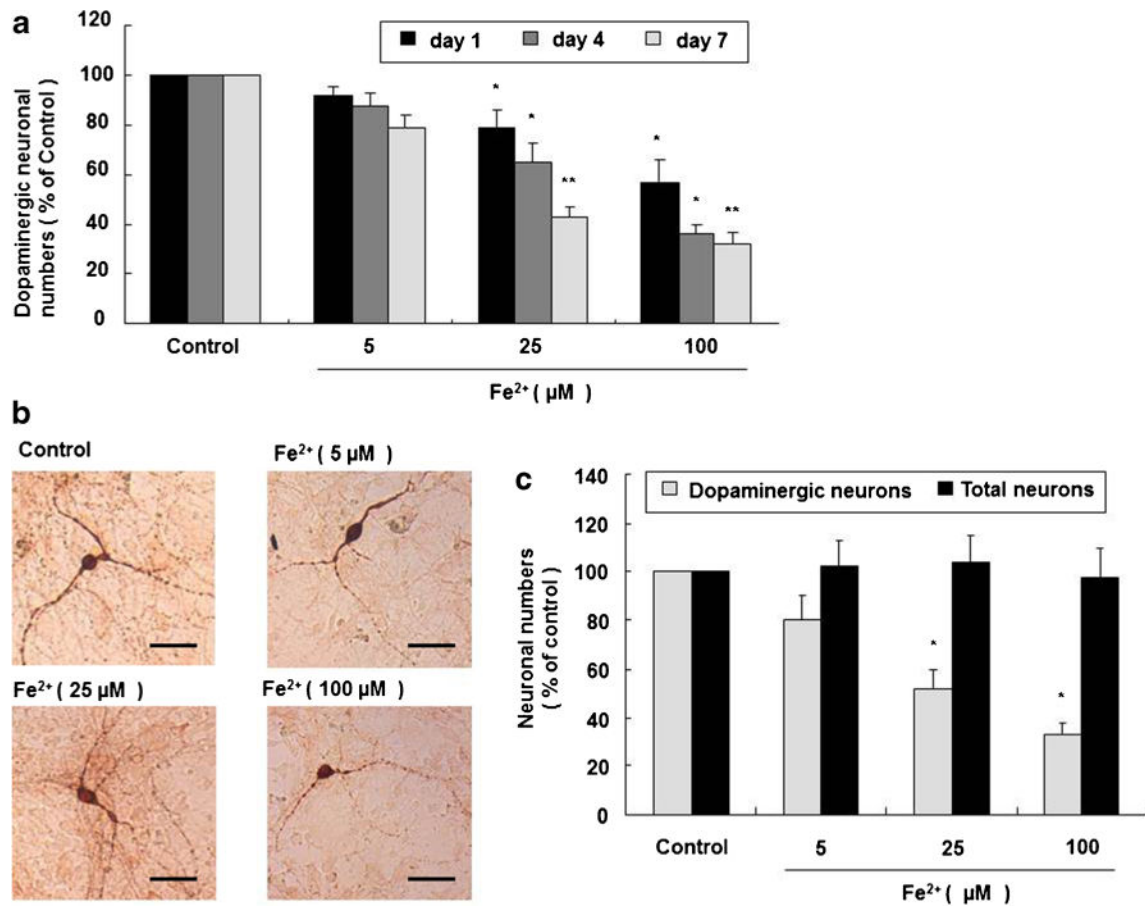 a
120
100
80
60
40
20
0
Dopaminergic neuronal
numbers ( % of Control )
day 1 day 4 day 7
* * **
* * **
Control 5 25 100
Fe²⁺ ( µM )
b
Control
Fe²⁺ ( 5 µM )
Fe²⁺ ( 25 µM )
Fe²⁺ ( 100 µM )
c
140
120
100
80
60
40
20
0
Neuronal numbers
( % of control )
Dopaminergic neurons Total neurons
*
*
Control 5 25 100
Fe²⁺ ( µM )